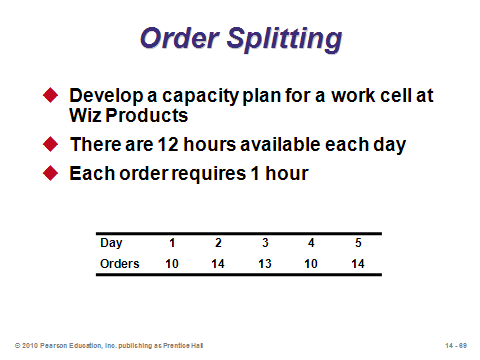 Order Splitting
Develop a capacity plan for a work cell at
Wiz Products
There are 12 hours available each day
Each order requires 1 hour
Day 1 2 3 4 5
Orders 10 14 13 10 14
© 2010 Pearson Education, Inc. publishing as Prentice Hall
14 - 69